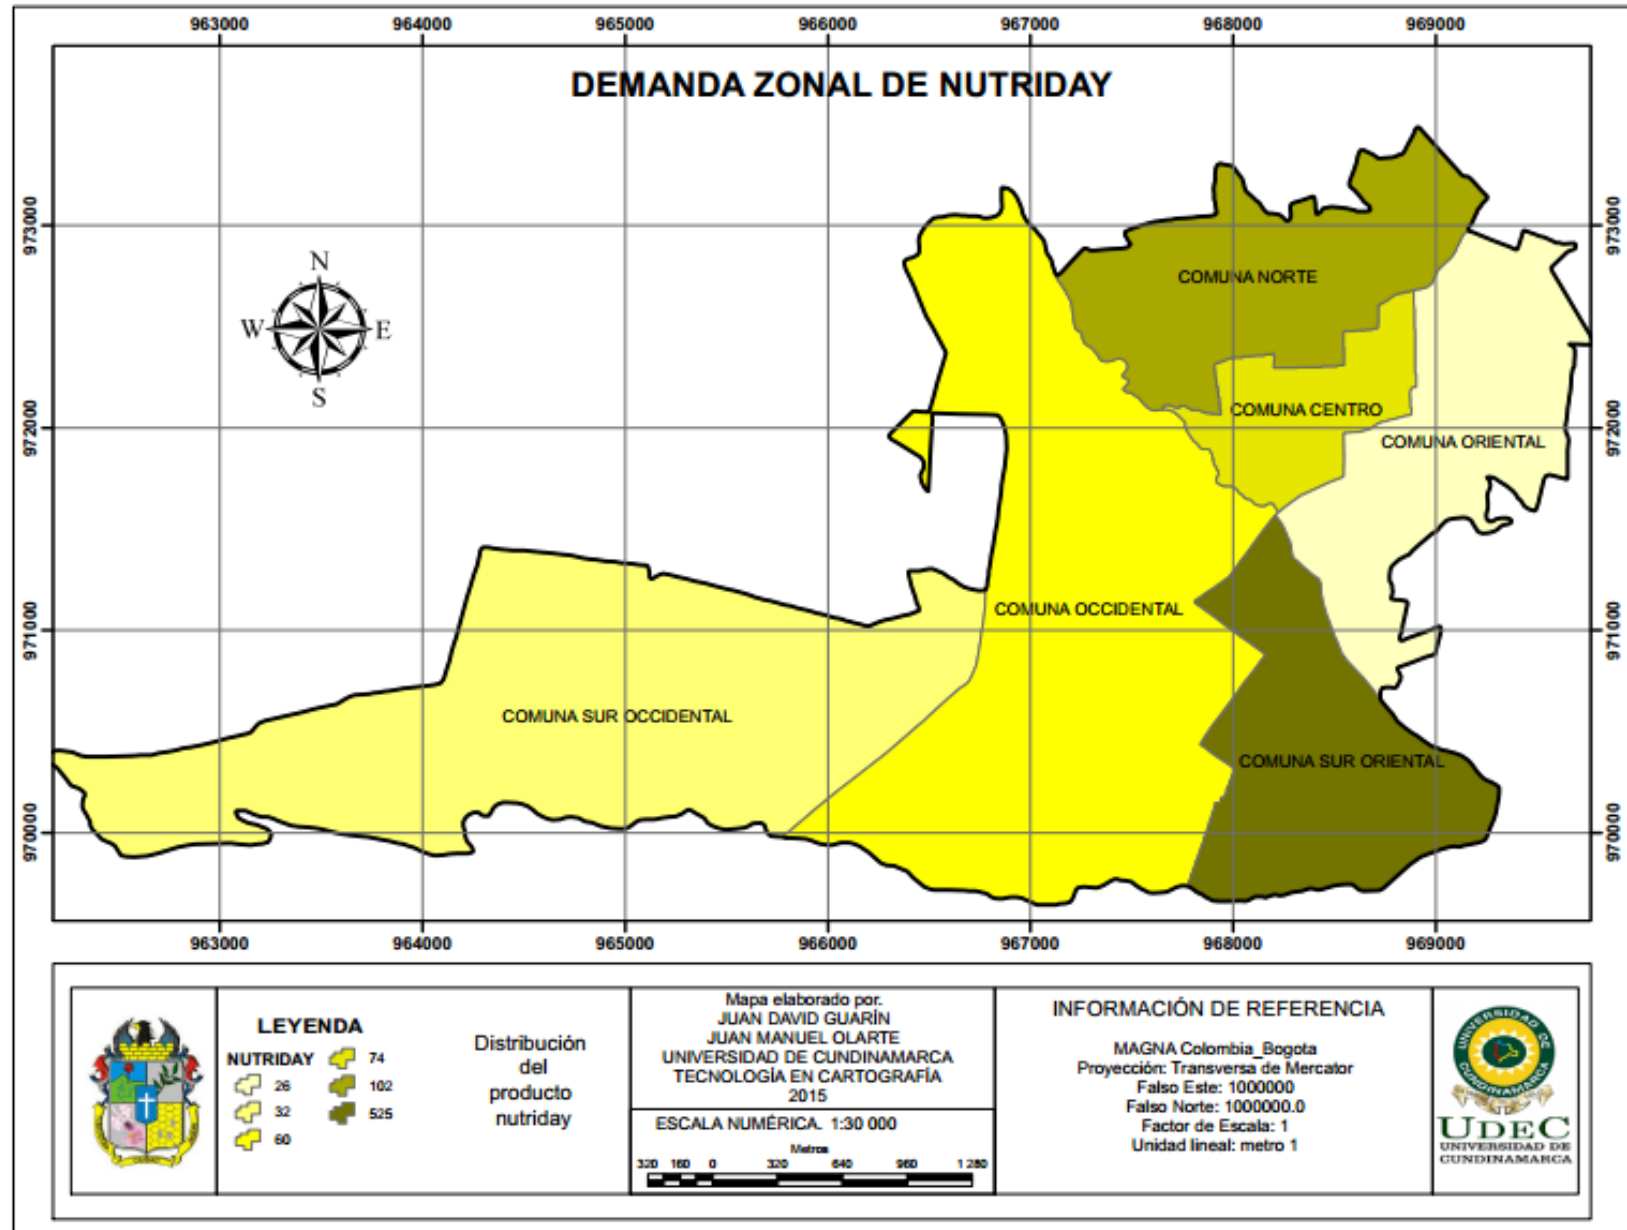 963000 964000 965000 966000 967000 968000 969000
DEMANDA ZONAL DE NUTRIDAY
973000 973000
N
W E
S
COMUNA NORTE
COMUNA CENTRO
972000 972000
COMUNA ORIENTAL
COMUNA OCCIDENTAL
971000 971000
COMUNA SUR OCCIDENTAL
COMUNA SUR ORIENTAL
970000 970000
963000 964000 965000 966000 967000 968000 969000
LEYENDA
NUTRIDAY
26
32
60
74
102
525
Distribución
del
producto
nutriday
Mapa elaborado por.
JUAN DAVID GUARÍN
JUAN MANUEL OLARTE
UNIVERSIDAD DE CUNDINAMARCA
TECNOLOGÍA EN CARTOGRAFÍA
2015
ESCALA NUMÉRICA. 1:30 000
Metros
320 160 0 320 640 960 1 280
INFORMACIÓN DE REFERENCIA
MAGNA Colombia_Bogota
Proyección: Transversa de Mercator
Falso Este: 1000000
Falso Norte: 1000000.0
Factor de Escala: 1
Unidad lineal: metro 1
UNIVERSIDAD DE
CUNDINAMARCA
UDEC
UNIVERSIDAD DE
CUNDINAMARCA